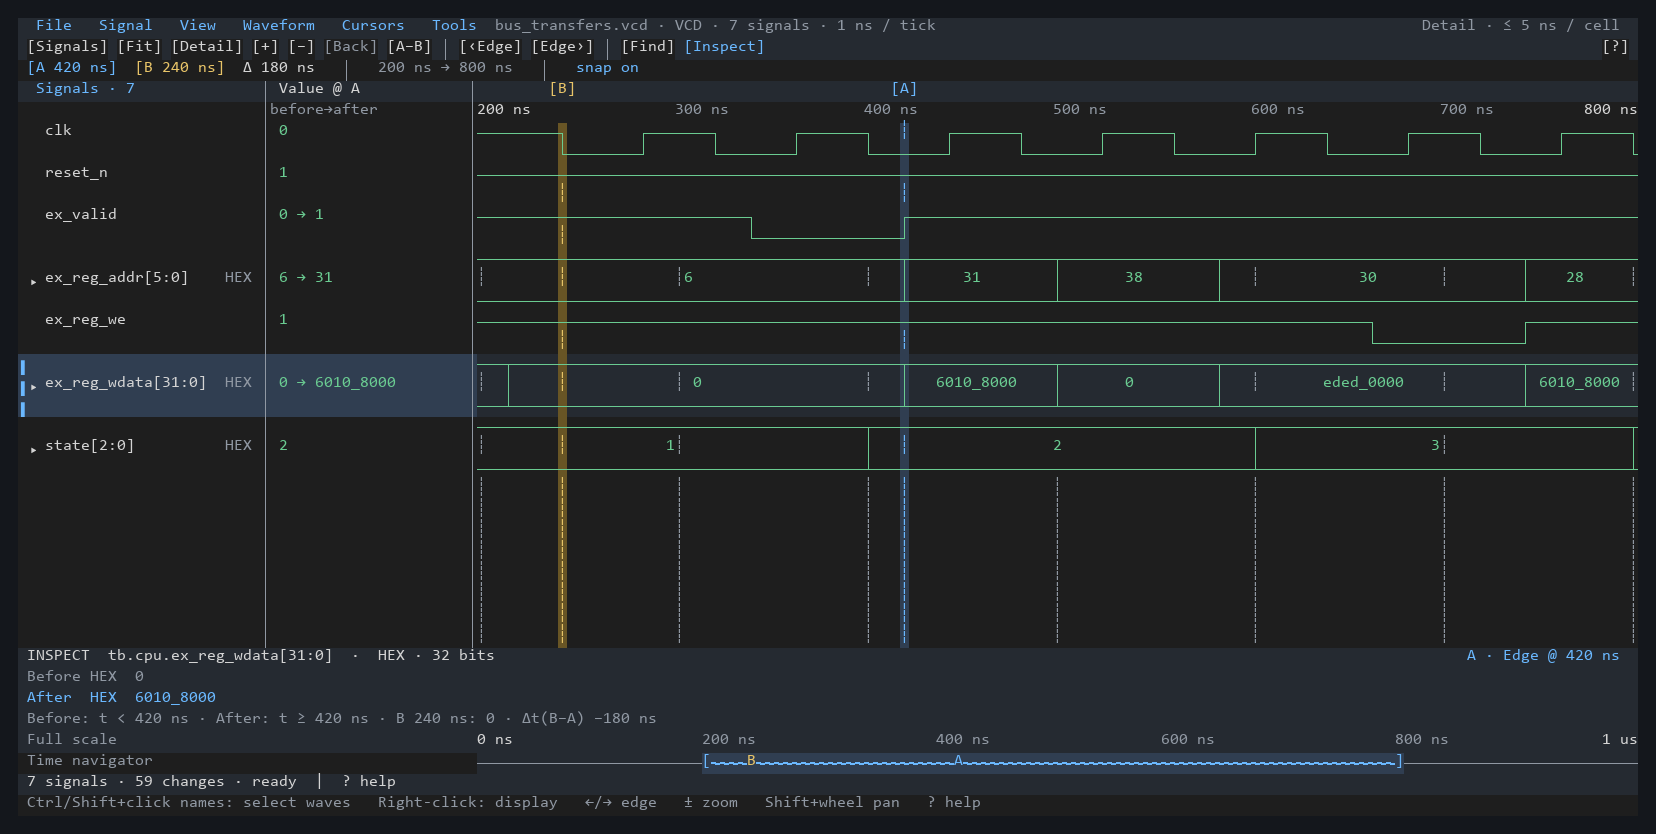 File   Signal   View   Waveform   Cursors   Tools  bus_transfers.vcd · VCD · 7 signals · 1 ns / tick   Detail · ≤ 5 ns / cell
[Signals] [Fit] [Detail] [+] [−] [Back] [A−B] │ [‹Edge] [Edge›] │ [Find] [Inspect]   [?]
[A 420 ns]  [B 240 ns]  Δ 180 ns   │   200 ns → 800 ns   │   snap on
Signals · 7   Value @ A   [B]   [A]
before→after   200 ns   300 ns   400 ns   500 ns   600 ns   700 ns   800 ns
clk   0
reset_n   1
ex_valid   0 → 1
▸ ex_reg_addr[5:0]   HEX   6 → 31   6   31   38   30   28
ex_reg_we   1
▸ ex_reg_wdata[31:0]  HEX   0 → 6010_8000   0   6010_8000   0   eded_0000   6010_8000
▸ state[2:0]   HEX   2   1   2   3
INSPECT  tb.cpu.ex_reg_wdata[31:0]  ·  HEX · 32 bits   A · Edge @ 420 ns
Before HEX  0
After  HEX  6010_8000
Before: t < 420 ns · After: t ≥ 420 ns · B 240 ns: 0 · Δt(B−A) −180 ns
Full scale   0 ns   200 ns   400 ns   600 ns   800 ns   1 us
Time navigator   [B   A]
7 signals · 59 changes · ready  │  ? help
Ctrl/Shift+click names: select waves   Right-click: display   ←/→ edge   ± zoom   Shift+wheel pan   ? help